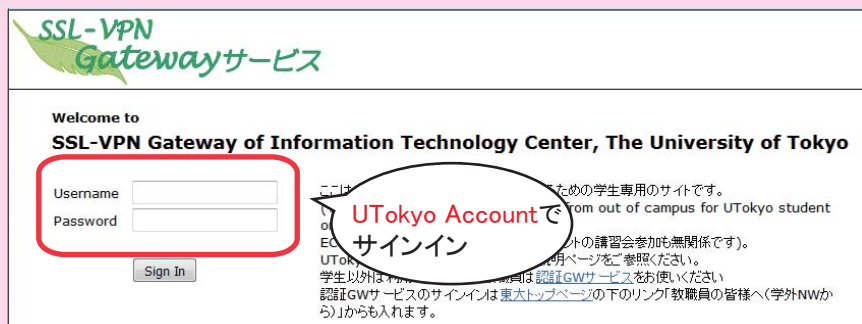 SSL-VPN
Gatewayサービス
Welcome to
SSL-VPN Gateway of Information Technology Center, The University of Tokyo
Username
Password
Sign In
UTokyo Accountで
サインイン
ここは
ための学生専用のサイトです。
from out of campus for UTokyo student
EC
の講習会参加も無関係です)。
UTok
明ページをご参照ください。
学生以外は
員は認証GWサービスをお使いください
認証GWサービスのサインインは東大トップページの下のリンク「教職員の皆様へ(学外NWか
ら)」からも入れます。